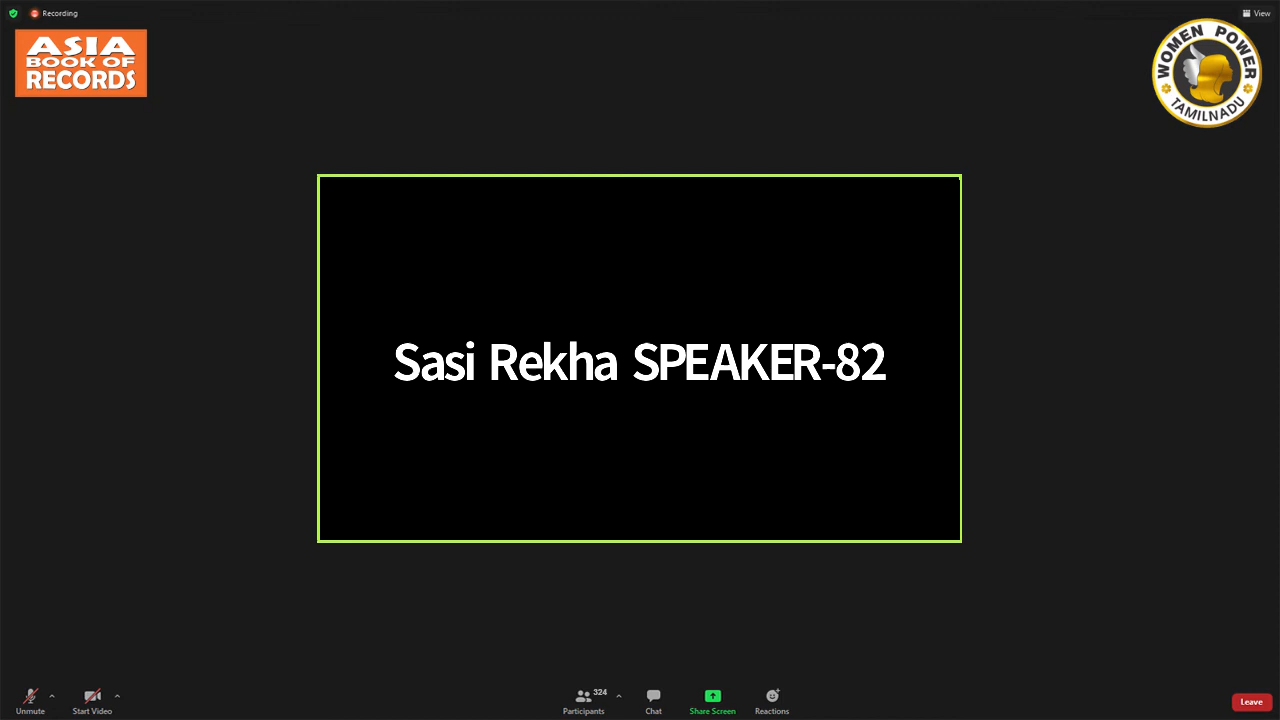 Recording
View
ASIA
BOOK OF
RECORDS
WOMEN POWER
TAMILNADU
Sasi Rekha SPEAKER-82
Unmute
Start Video
324
Participants
Chat
Share Screen
Reactions
Leave